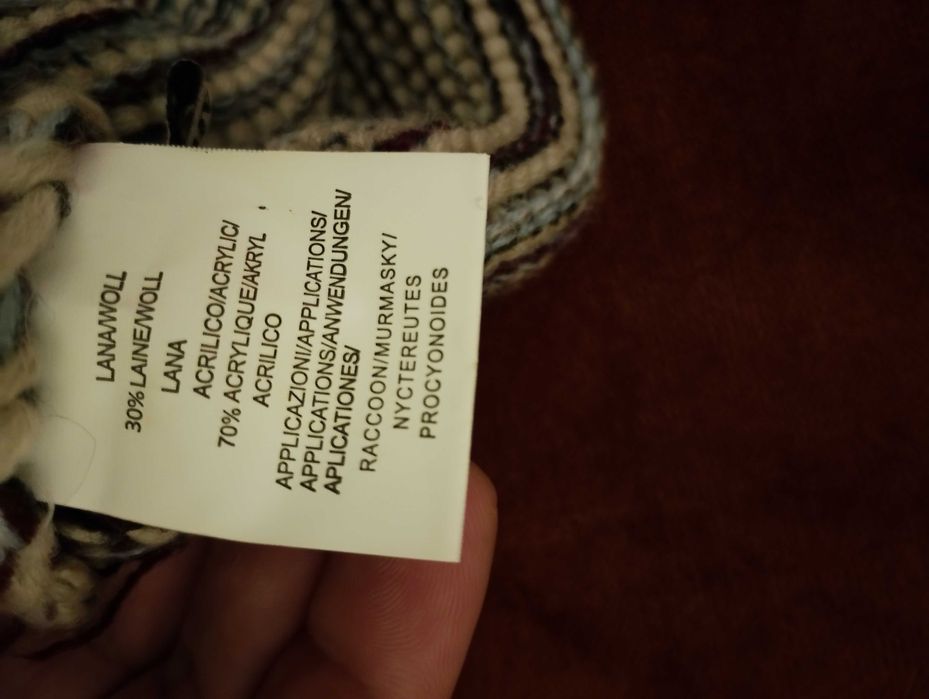 LANA/WOLL
30% LAINE/WOLL
LANA
ACRILICO/ACRYLIC/
70% ACRYLIQUE/AKRYL
ACRILICO
APPLICAZIONI/APPLICATIONS/
APPLICATIONS/ANWENDUNGEN/
APLICATIONES/
RACCOON/MURMASKY/
NYCTEREUTES
PROCYONOIDES